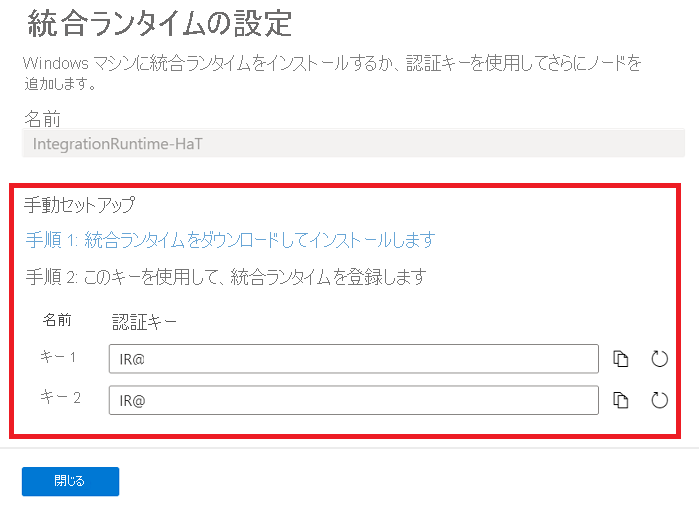 統合ランタイムの設定
Windows マシンに統合ランタイムをインストールするか、認証キーを使用してさらにノードを
追加します。
名前
IntegrationRuntime-HaT
手動セットアップ
手順 1: 統合ランタイムをダウンロードしてインストールします
手順 2: このキーを使用して、統合ランタイムを登録します
名前 認証キー
キー 1 IR@
キー 2 IR@
閉じる